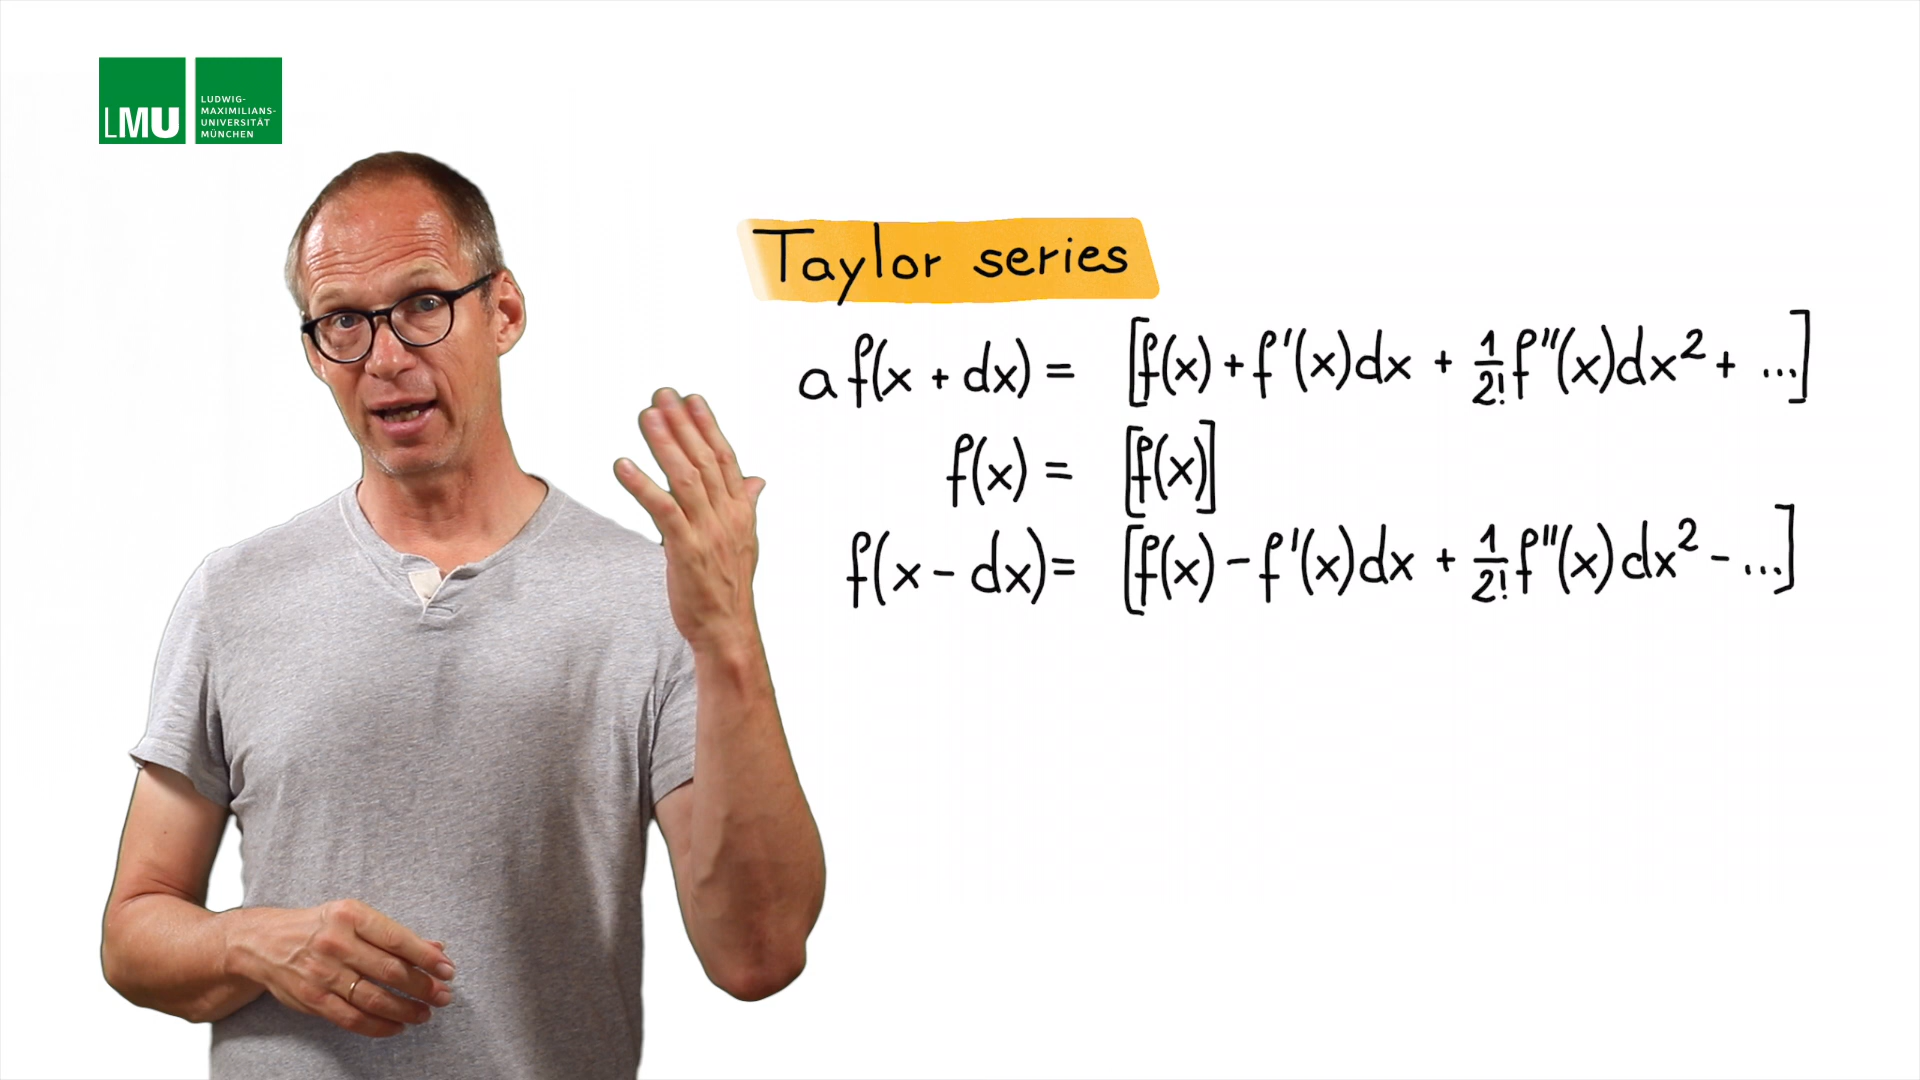 LMU
LUDWIG-
MAXIMILIANS-
UNIVERSITÄT
MÜNCHEN
Taylor series
a f(x + dx) = [f(x) + f'(x)dx + 1/2! f''(x)dx² + ...]
f(x) = [f(x)]
f(x - dx) = [f(x) - f'(x)dx + 1/2! f''(x)dx² - ...]